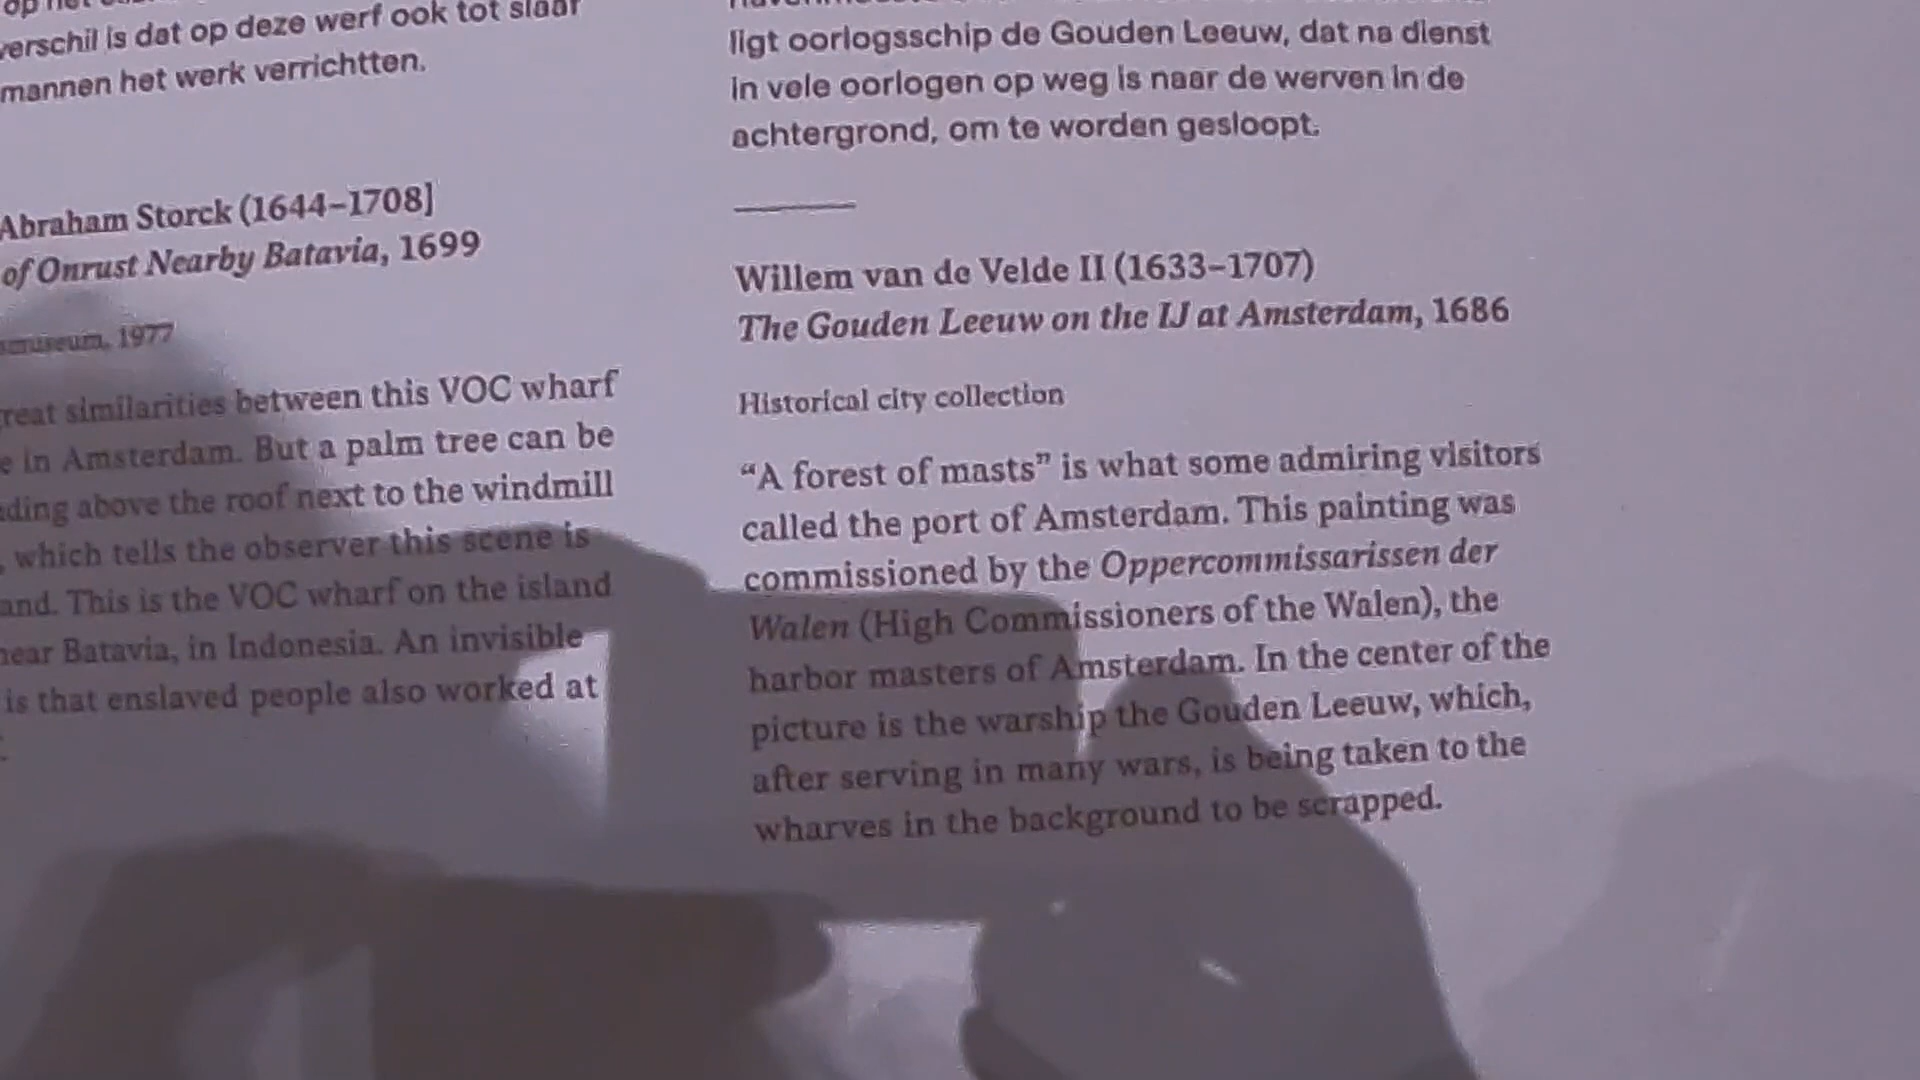 verschil is dat op deze werf ook tot slaaf
mannen het werk verrichtten.
Abraham Storck (1644–1708]
of Onrust Nearby Batavia, 1699
1977
similarities between this VOC wharf
in Amsterdam. But a palm tree can be
above the roof next to the windmill
, which tells the observer this scene is
This is the VOC wharf on the island
near Batavia, in Indonesia. An invisible
is that enslaved people also worked at
ligt oorlogsschip de Gouden Leeuw, dat na dienst
in vele oorlogen op weg is naar de werven in de
achtergrond, om te worden gesloopt.
Willem van de Velde II (1633–1707)
The Gouden Leeuw on the IJ at Amsterdam, 1686
Historical city collection
“A forest of masts” is what some admiring visitors
called the port of Amsterdam. This painting was
commissioned by the Oppercommissarissen der
Walen (High Commissioners of the Walen), the
harbor masters of Amsterdam. In the center of the
picture is the warship the Gouden Leeuw, which,
after serving in many wars, is being taken to the
wharves in the background to be scrapped.